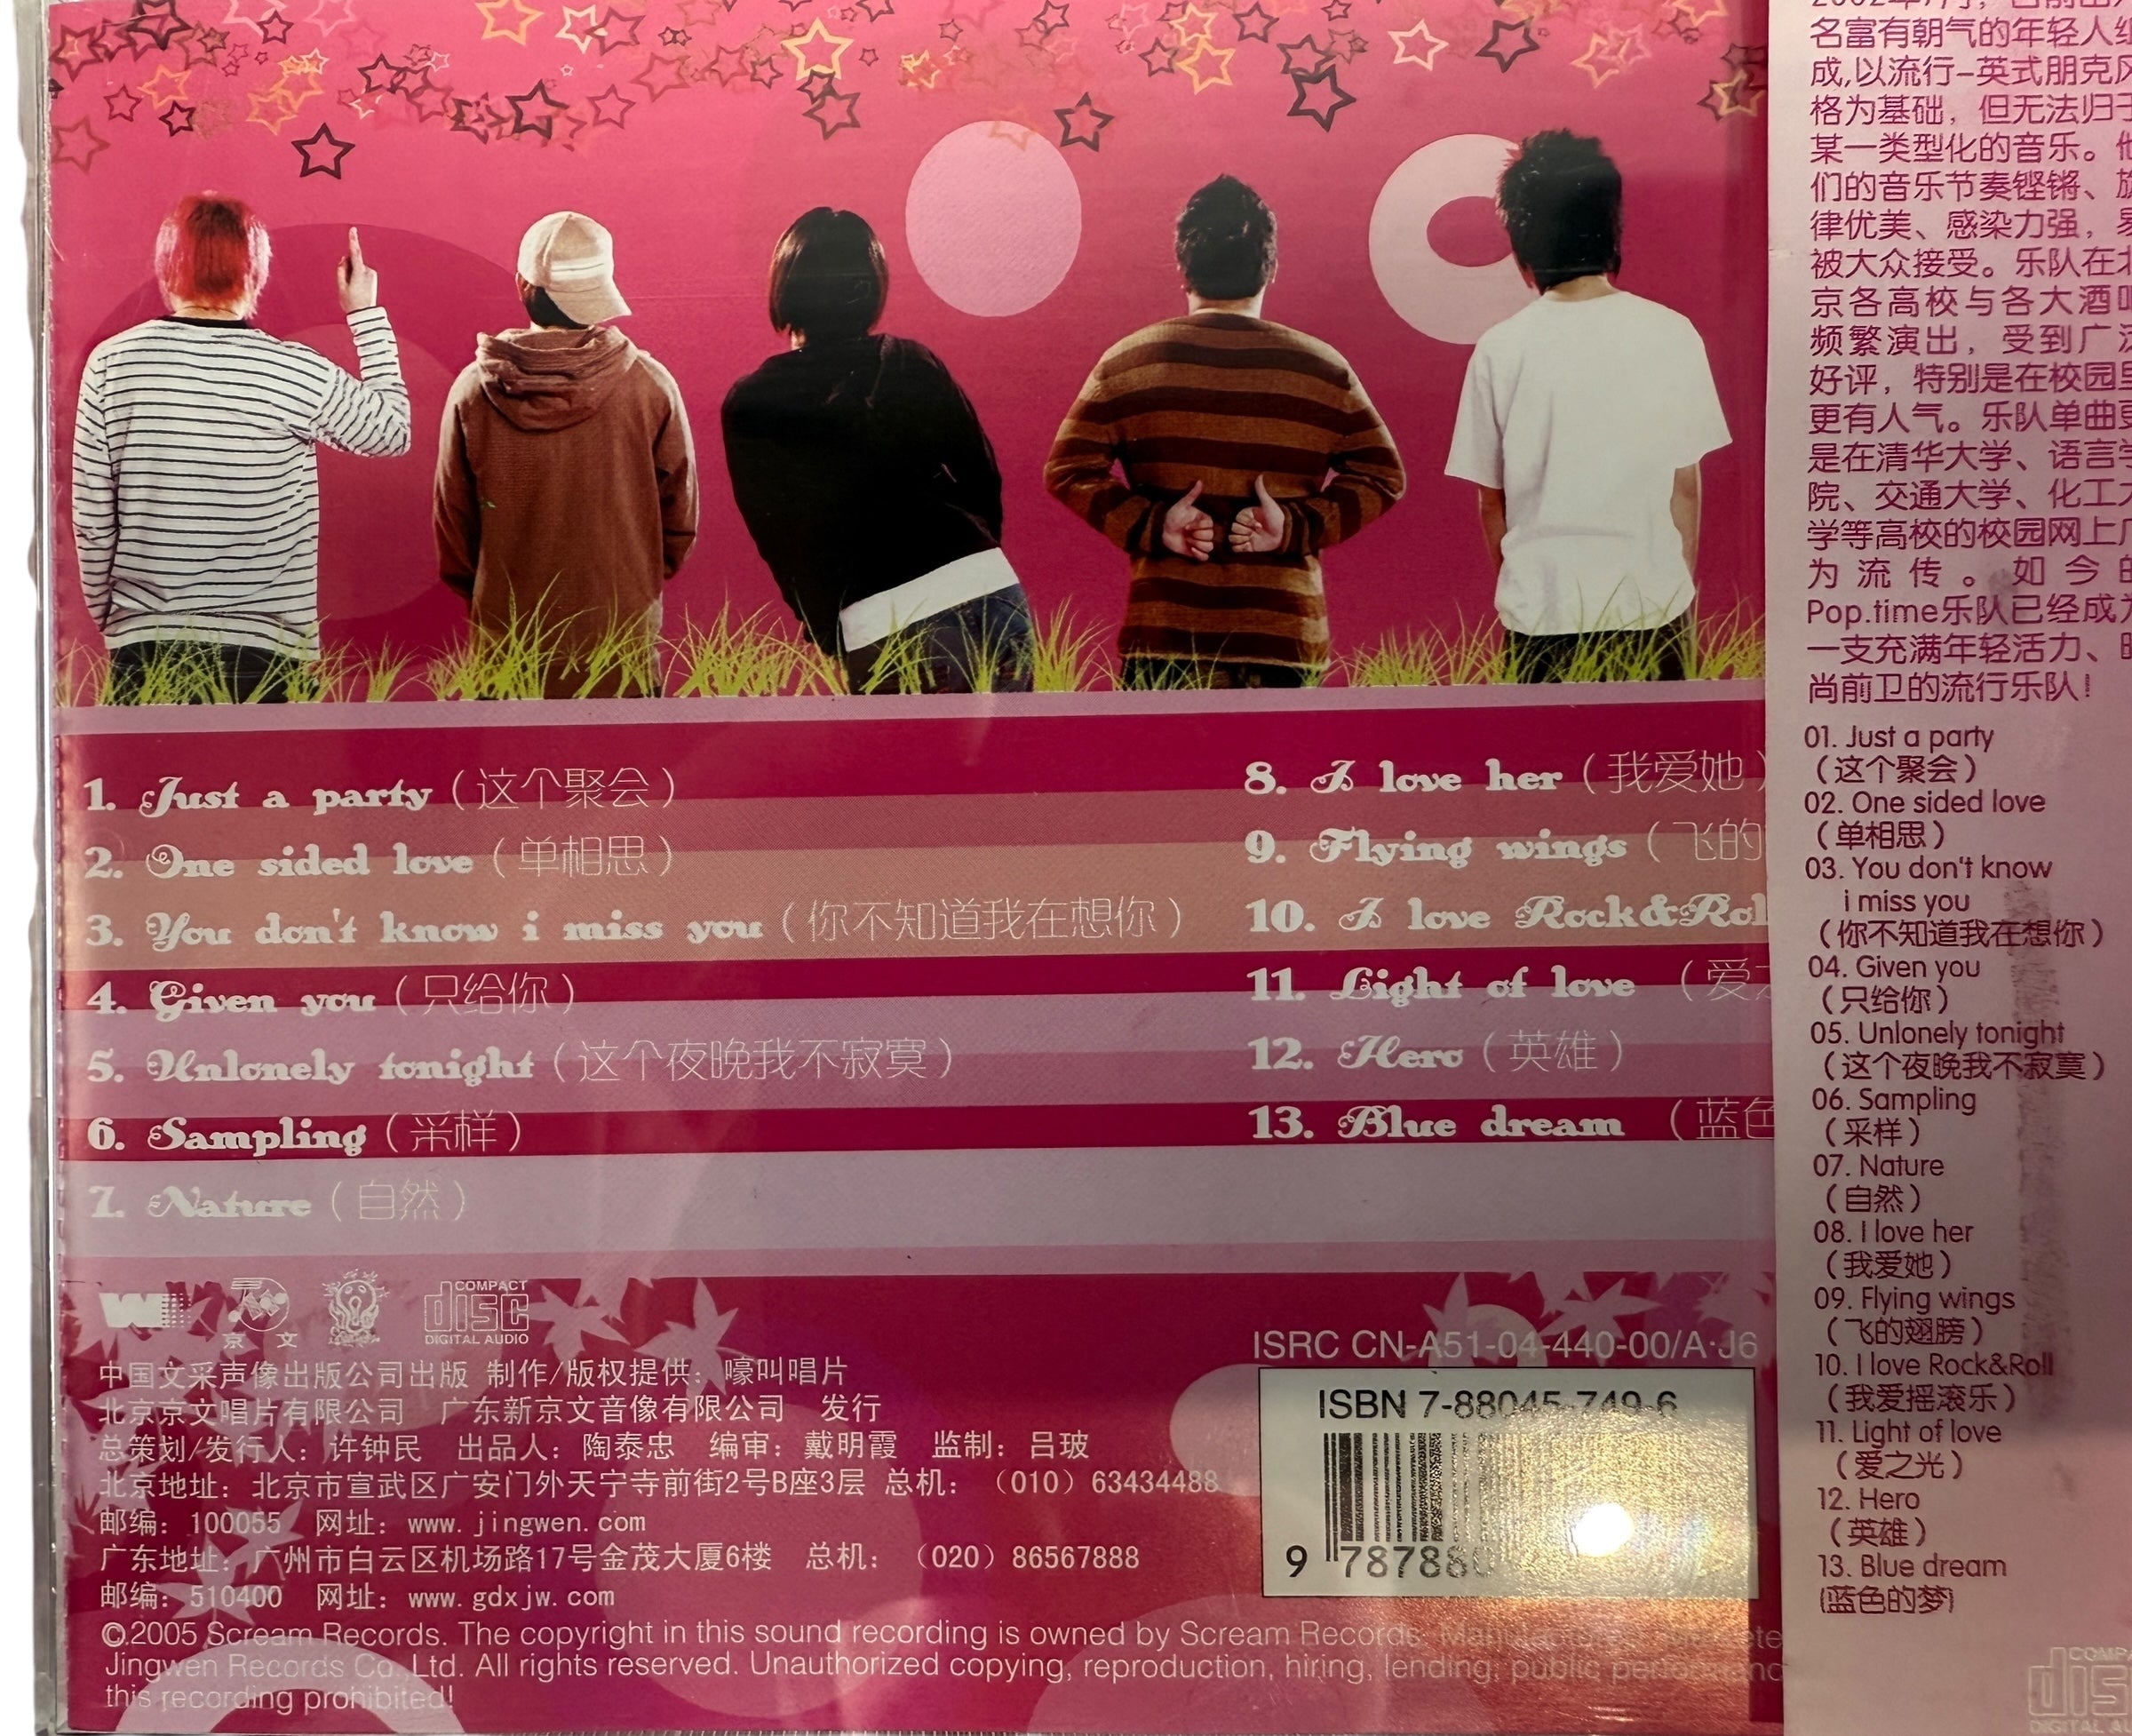 1. Just a party（这个聚会）
2. One sided love（单相思）
3. You don't know i miss you（你不知道我在想你）
4. Given you（只给你）
5. Unlonely tonight（这个夜晚我不寂寞）
6. Sampling（采样）
7. Nature（自然）
8. I love her（我爱她）
9. Flying wings（飞的
10. I love Rock&Rol
11. Light of love （爱
12. Hero（英雄）
13. Blue dream （蓝色
京 文
COMPACT
disc
DIGITAL AUDIO
中国文采声像出版公司出版 制作/版权提供：嚎叫唱片
北京京文唱片有限公司 广东新京文音像有限公司 发行
总策划/发行人：许钟民 出品人：陶泰忠 编审：戴明霞 监制：吕玻
北京地址：北京市宣武区广安门外天宁寺前街2号B座3层 总机：（010）63434488
邮编：100055 网址：www.jingwen.com
广东地址：广州市白云区机场路17号金茂大厦6楼 总机：（020）86567888
邮编：510400 网址：www.gdxjw.com
©.2005 Scream Records. The copyright in this sound recording is owned by Scream Records.
Jingwen Records Co., Ltd. All rights reserved. Unauthorized copying, reproduction, hiring, lending, public
this recording prohibited!
ISRC CN-A51-04-440-00/A·J6
ISBN 7-88045-749-6
9 787880
名富有朝气的年轻人组
成,以流行-英式朋克风
格为基础，但无法归于
某一类型化的音乐。他
们的音乐节奏铿锵、旋
律优美、感染力强，易
被大众接受。乐队在北
京各高校与各大酒吧
频繁演出，受到广泛
好评，特别是在校园里
更有人气。乐队单曲更
是在清华大学、语言学
院、交通大学、化工大
学等高校的校园网上广
为流传。如今的
Pop.time乐队已经成为
一支充满年轻活力、时
尚前卫的流行乐队！
01. Just a party
（这个聚会）
02. One sided love
（单相思）
03. You don't know
i miss you
（你不知道我在想你）
04. Given you
（只给你）
05. Unlonely tonight
（这个夜晚我不寂寞）
06. Sampling
（采样）
07. Nature
（自然）
08. I love her
（我爱她）
09. Flying wings
（飞的翅膀）
10. I love Rock&Roll
（我爱摇滚乐）
11. Light of love
（爱之光）
12. Hero
（英雄）
13. Blue dream
(蓝色的梦)
DIGITAL AUDIO